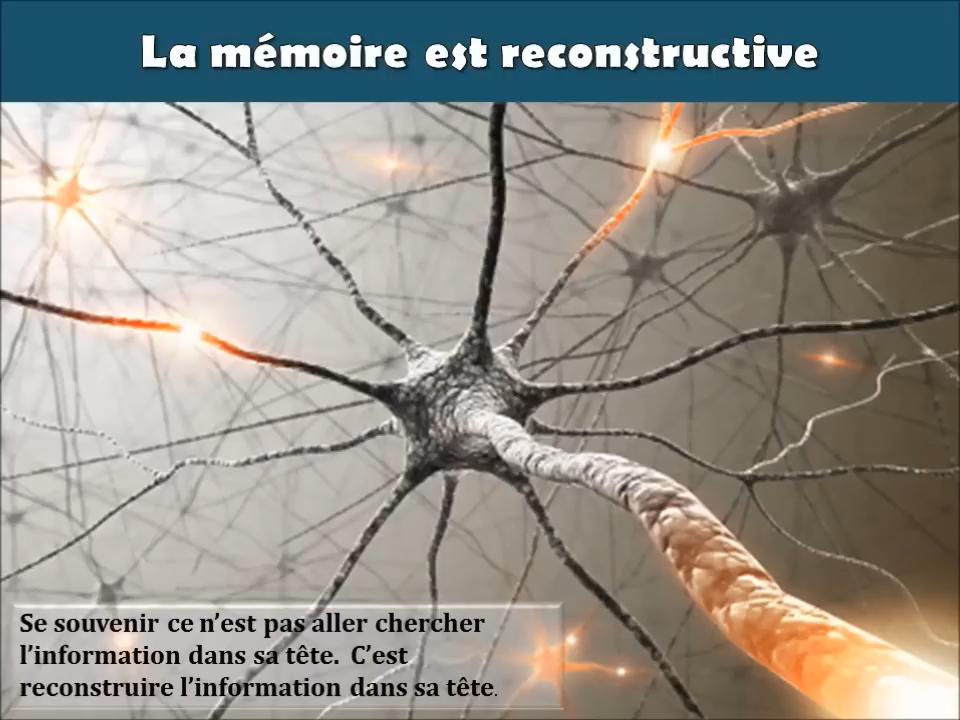 La mémoire est reconstructive
Se souvenir ce n’est pas aller chercher
l’information dans sa tête. C’est
reconstruire l’information dans sa tête.